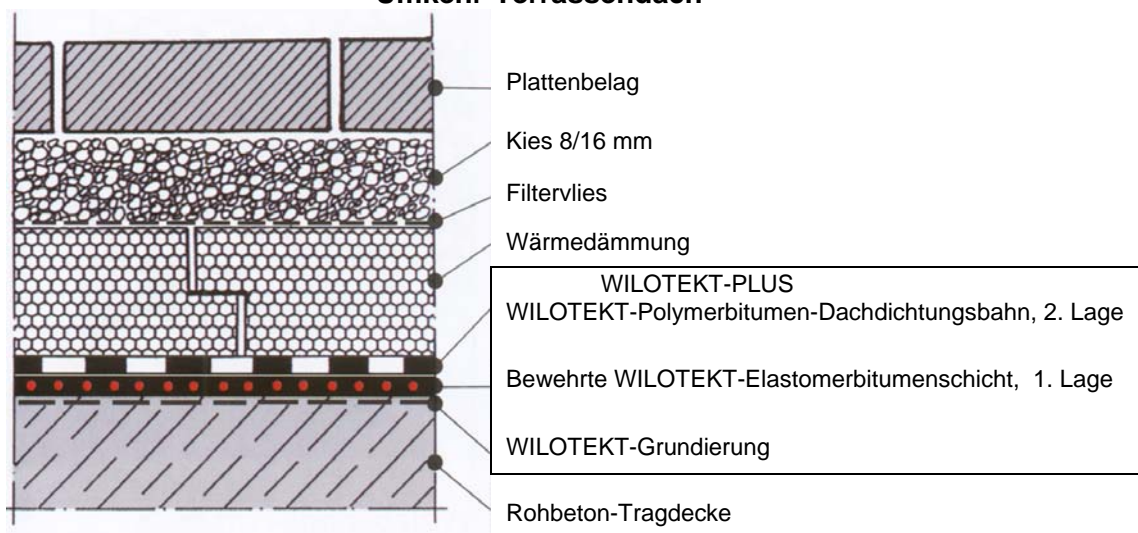 Umkehr-Terrassendach
Plattenbelag
Kies 8/16 mm
Filtervlies
Wärmedämmung
WILOTEKT-PLUS
WILOTEKT-Polymerbitumen-Dachdichtungsbahn, 2. Lage
Bewehrte WILOTEKT-Elastomerbitumenschicht, 1. Lage
WILOTEKT-Grundierung
Rohbeton-Tragdecke